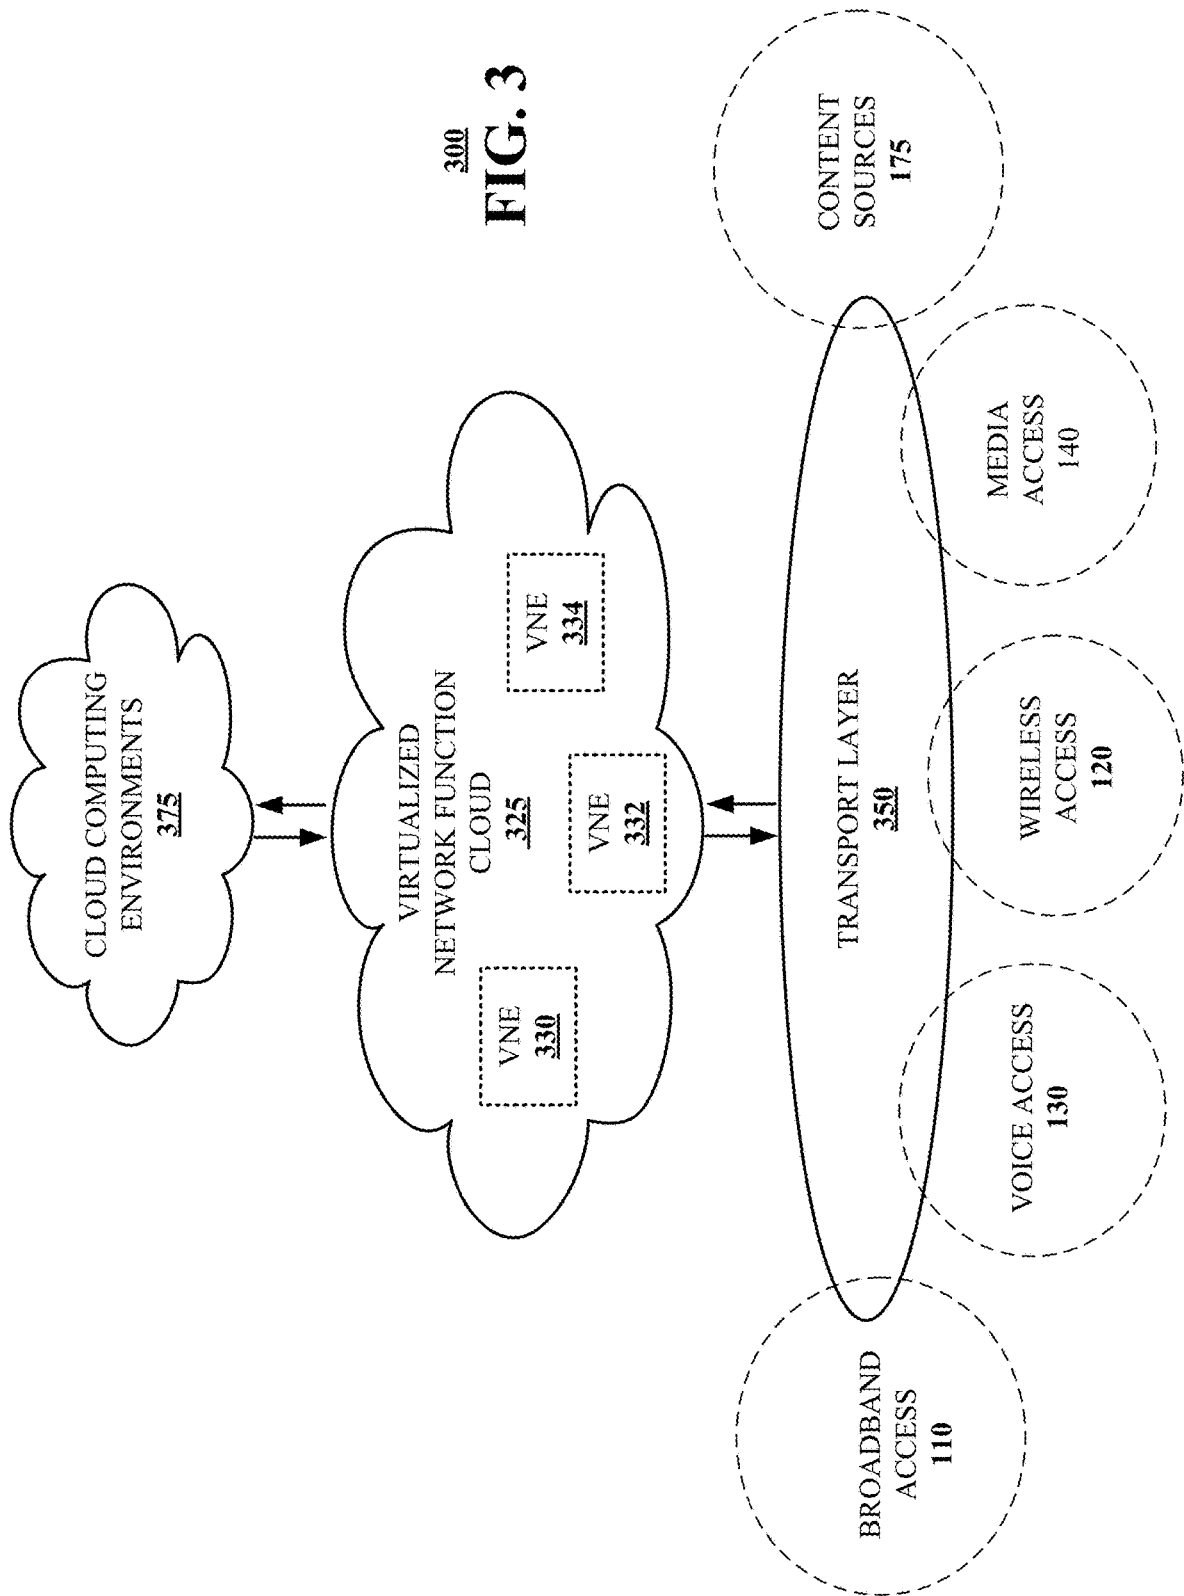 CLOUD COMPUTING
ENVIRONMENTS
375
VIRTUALIZED
NETWORK FUNCTION
CLOUD
325
VNE
330
VNE
332
VNE
334
300
FIG. 3
TRANSPORT LAYER
350
BROADBAND
ACCESS
110
VOICE ACCESS
130
WIRELESS
ACCESS
120
MEDIA
ACCESS
140
CONTENT
SOURCES
175